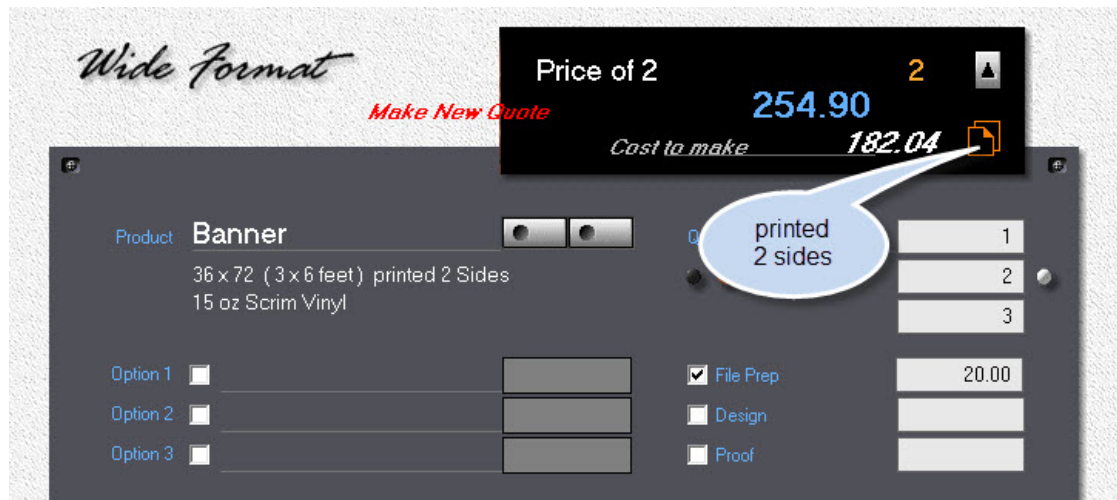 Wide Format
Price of 2 2
254.90
Make New Quote
Cost to make 182.04
printed
2 sides
Product Banner
1
36 x 72 ( 3 x 6 feet ) printed 2 Sides
2
15 oz Scrim Vinyl
3
Option 1
File Prep 20.00
Option 2
Design
Option 3
Proof